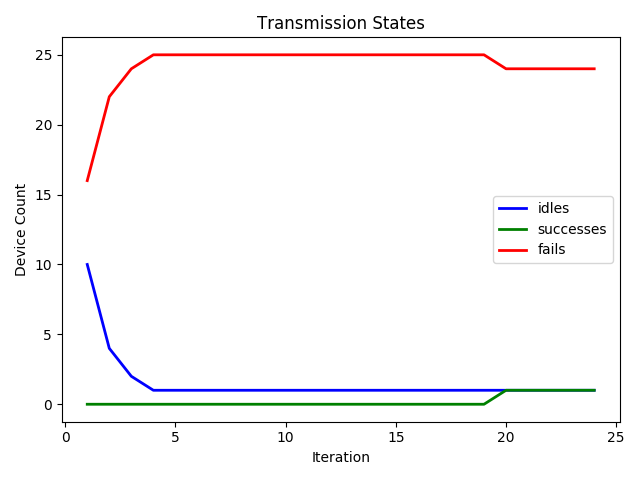 Transmission States
Device Count
25
20
15
10
5
0
idles
successes
fails
0 5 10 15 20 25
Iteration